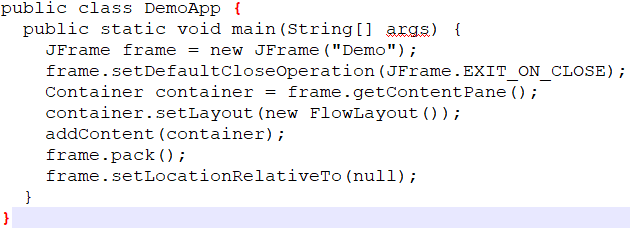 public class DemoApp {
public static void main(String[] args) {
JFrame frame = new JFrame("Demo");
frame.setDefaultCloseOperation(JFrame.EXIT_ON_CLOSE);
Container container = frame.getContentPane();
container.setLayout(new FlowLayout());
addContent(container);
frame.pack();
frame.setLocationRelativeTo(null);
}
}